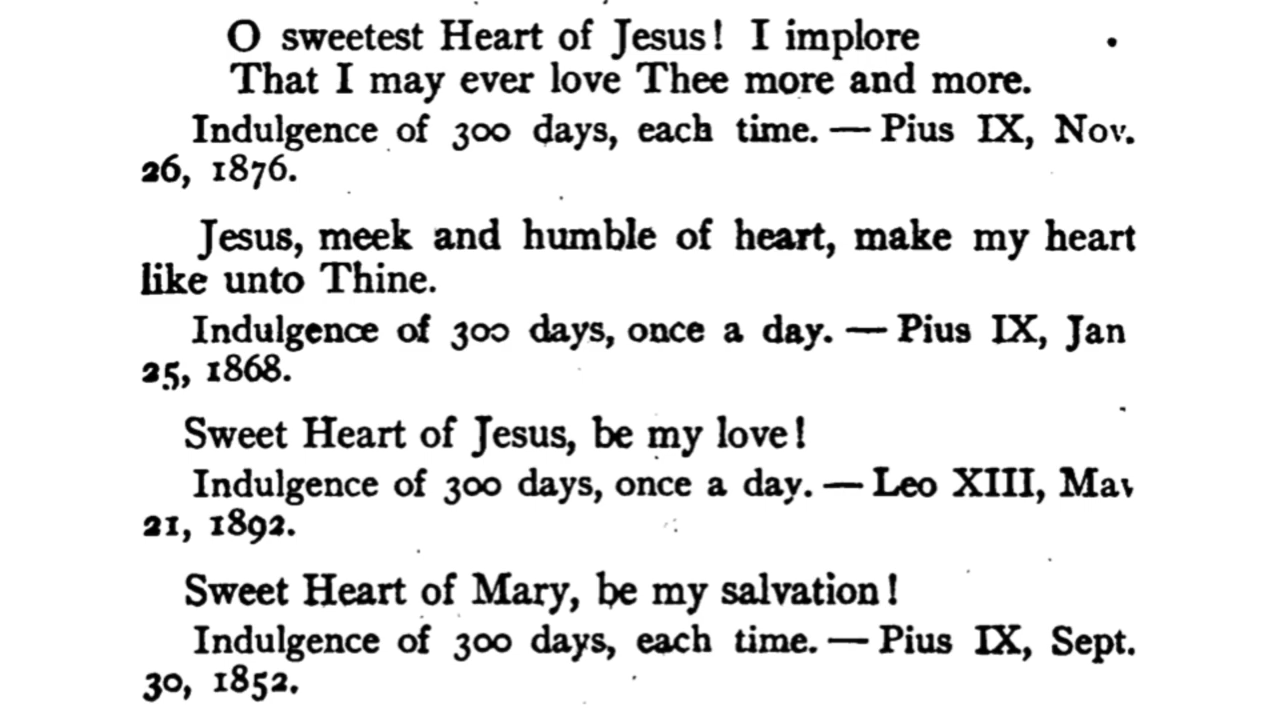 O sweetest Heart of Jesus! I implore
That I may ever love Thee more and more.
Indulgence of 300 days, each time. — Pius IX, Nov.
26, 1876.
Jesus, meek and humble of heart, make my heart
like unto Thine.
Indulgence of 300 days, once a day. — Pius IX, Jan
25, 1868.
Sweet Heart of Jesus, be my love!
Indulgence of 300 days, once a day. — Leo XIII, May
21, 1892.
Sweet Heart of Mary, be my salvation!
Indulgence of 300 days, each time. — Pius IX, Sept.
30, 1852.